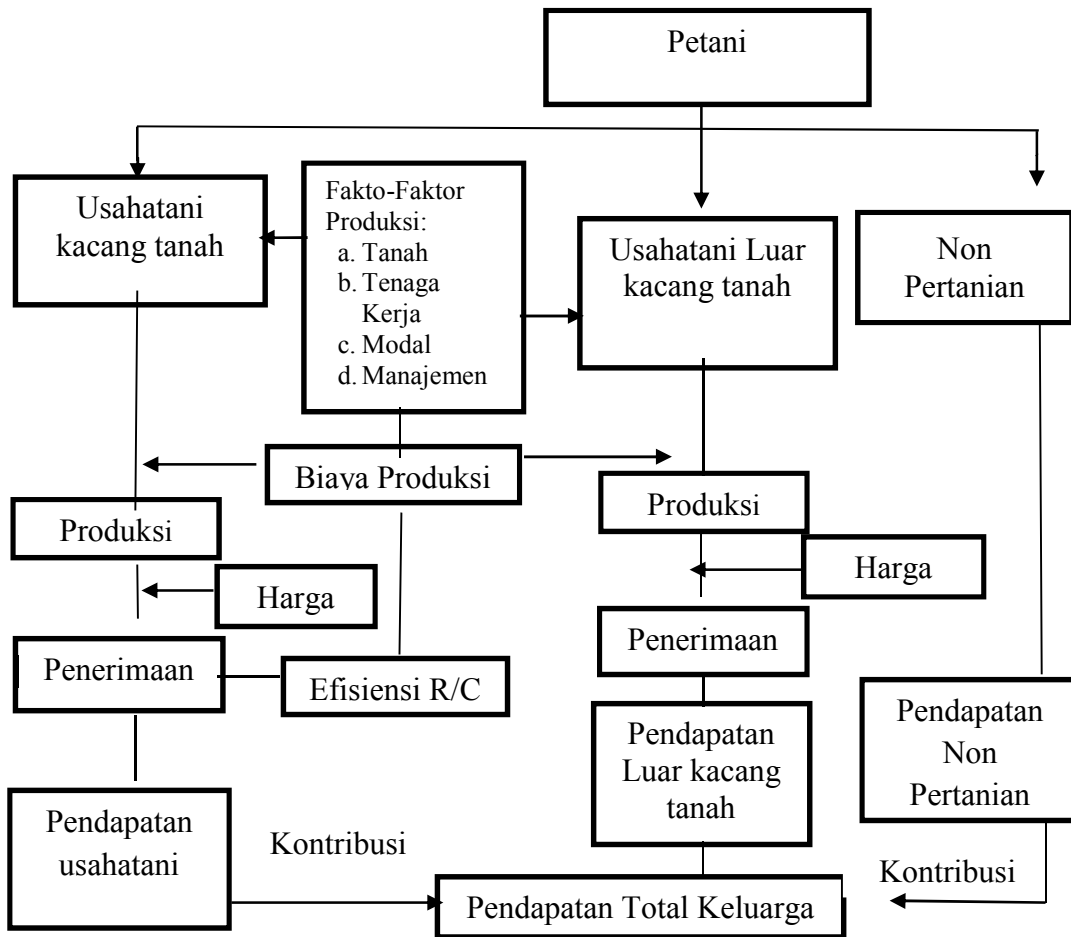 Petani
Usahatani
kacang tanah
Fakto-Faktor
Produksi:
a. Tanah
b. Tenaga
Kerja
c. Modal
d. Manajemen
Usahatani Luar
kacang tanah
Non
Pertanian
Biaya Produksi
Produksi
Produksi
Harga
Harga
Penerimaan
Penerimaan
Efisiensi R/C
Pendapatan
Luar kacang
tanah
Pendapatan
Non
Pertanian
Pendapatan
usahatani
Kontribusi
Kontribusi
Pendapatan Total Keluarga